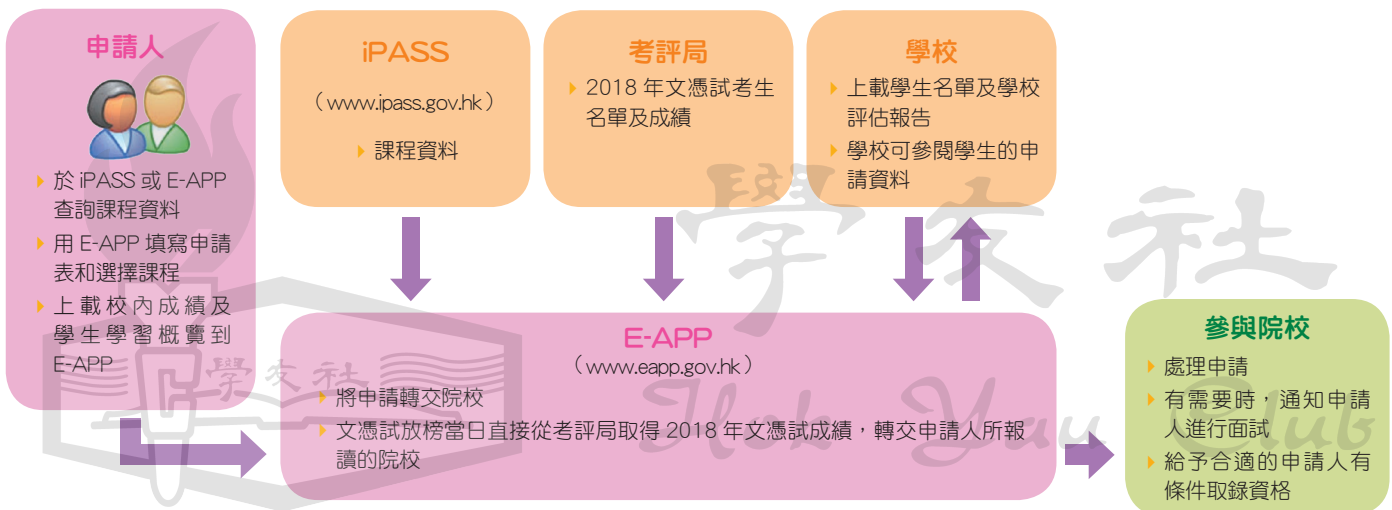 申請人
於 iPASS 或 E-APP
查詢課程資料
用 E-APP 填寫申請
表和選擇課程
上載校內成績及
學生學習概覽到
E-APP
iPASS
（www.ipass.gov.hk）
課程資料
考評局
2018 年文憑試考生
名單及成績
學校
上載學生名單及學校
評估報告
學校可參閱學生的申
請資料
E-APP
（www.eapp.gov.hk）
將申請轉交院校
文憑試放榜當日直接從考評局取得 2018 年文憑試成績，轉交申請人所報
讀的院校
參與院校
處理申請
有需要時，通知申請
人進行面試
給予合適的申請人有
條件取錄資格
學友社
Hok Yau Club
學友社